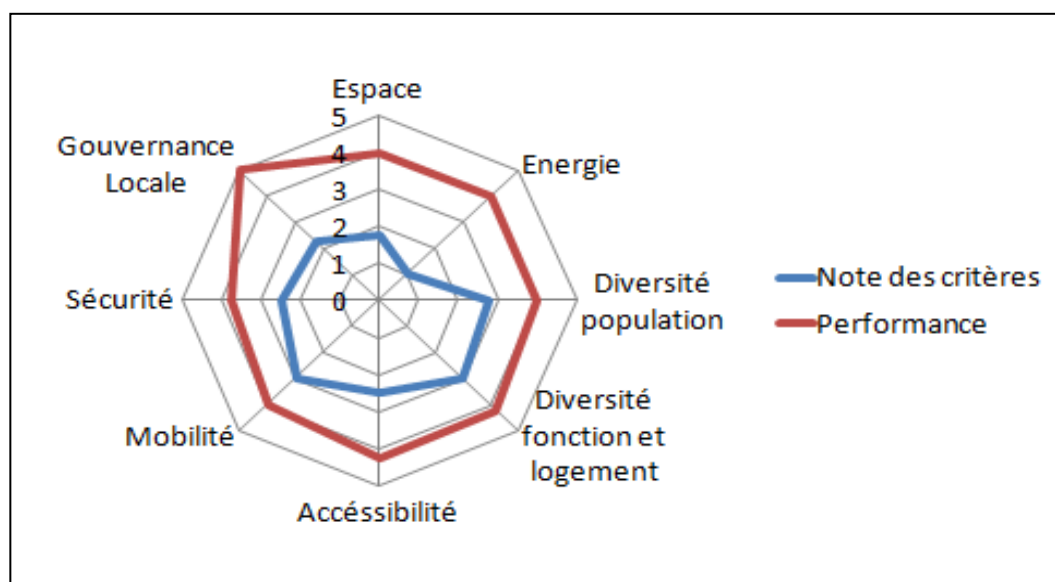 Espace
5
4
3
2
1
0
Energie
Diversité
population
Diversité
fonction et
logement
Accéssibilité
Mobilité
Sécurité
Gouvernance
Locale
Note des critères
Performance